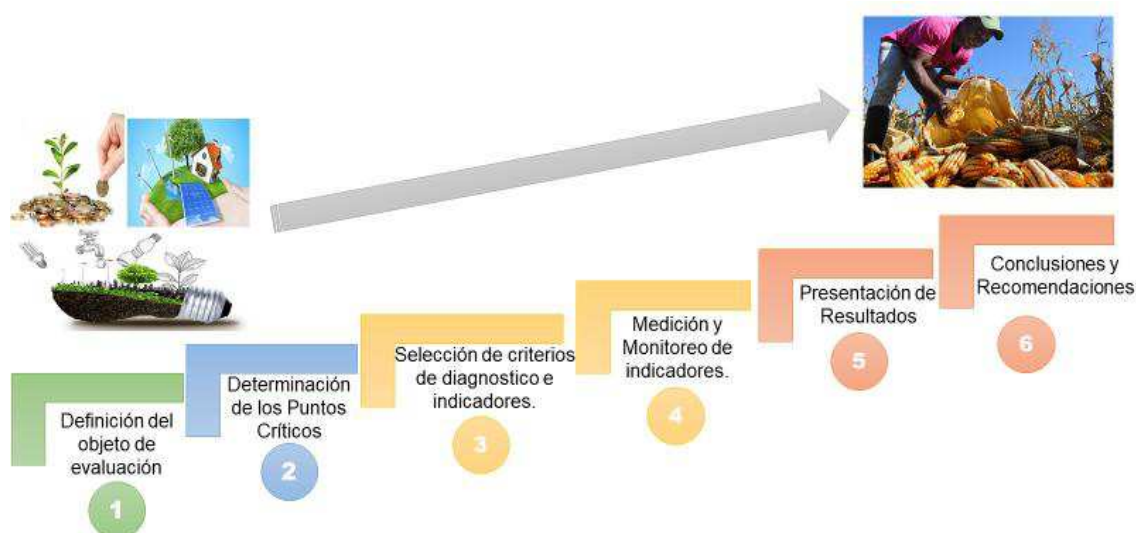 Definición del
objeto de
evaluación
1
Determinación
de los Puntos
Críticos
2
Selección de criterios
de diagnostico e
indicadores.
3
Medición y
Monitoreo de
indicadores.
4
Presentación de
Resultados
5
Conclusiones y
Recomendaciones
6